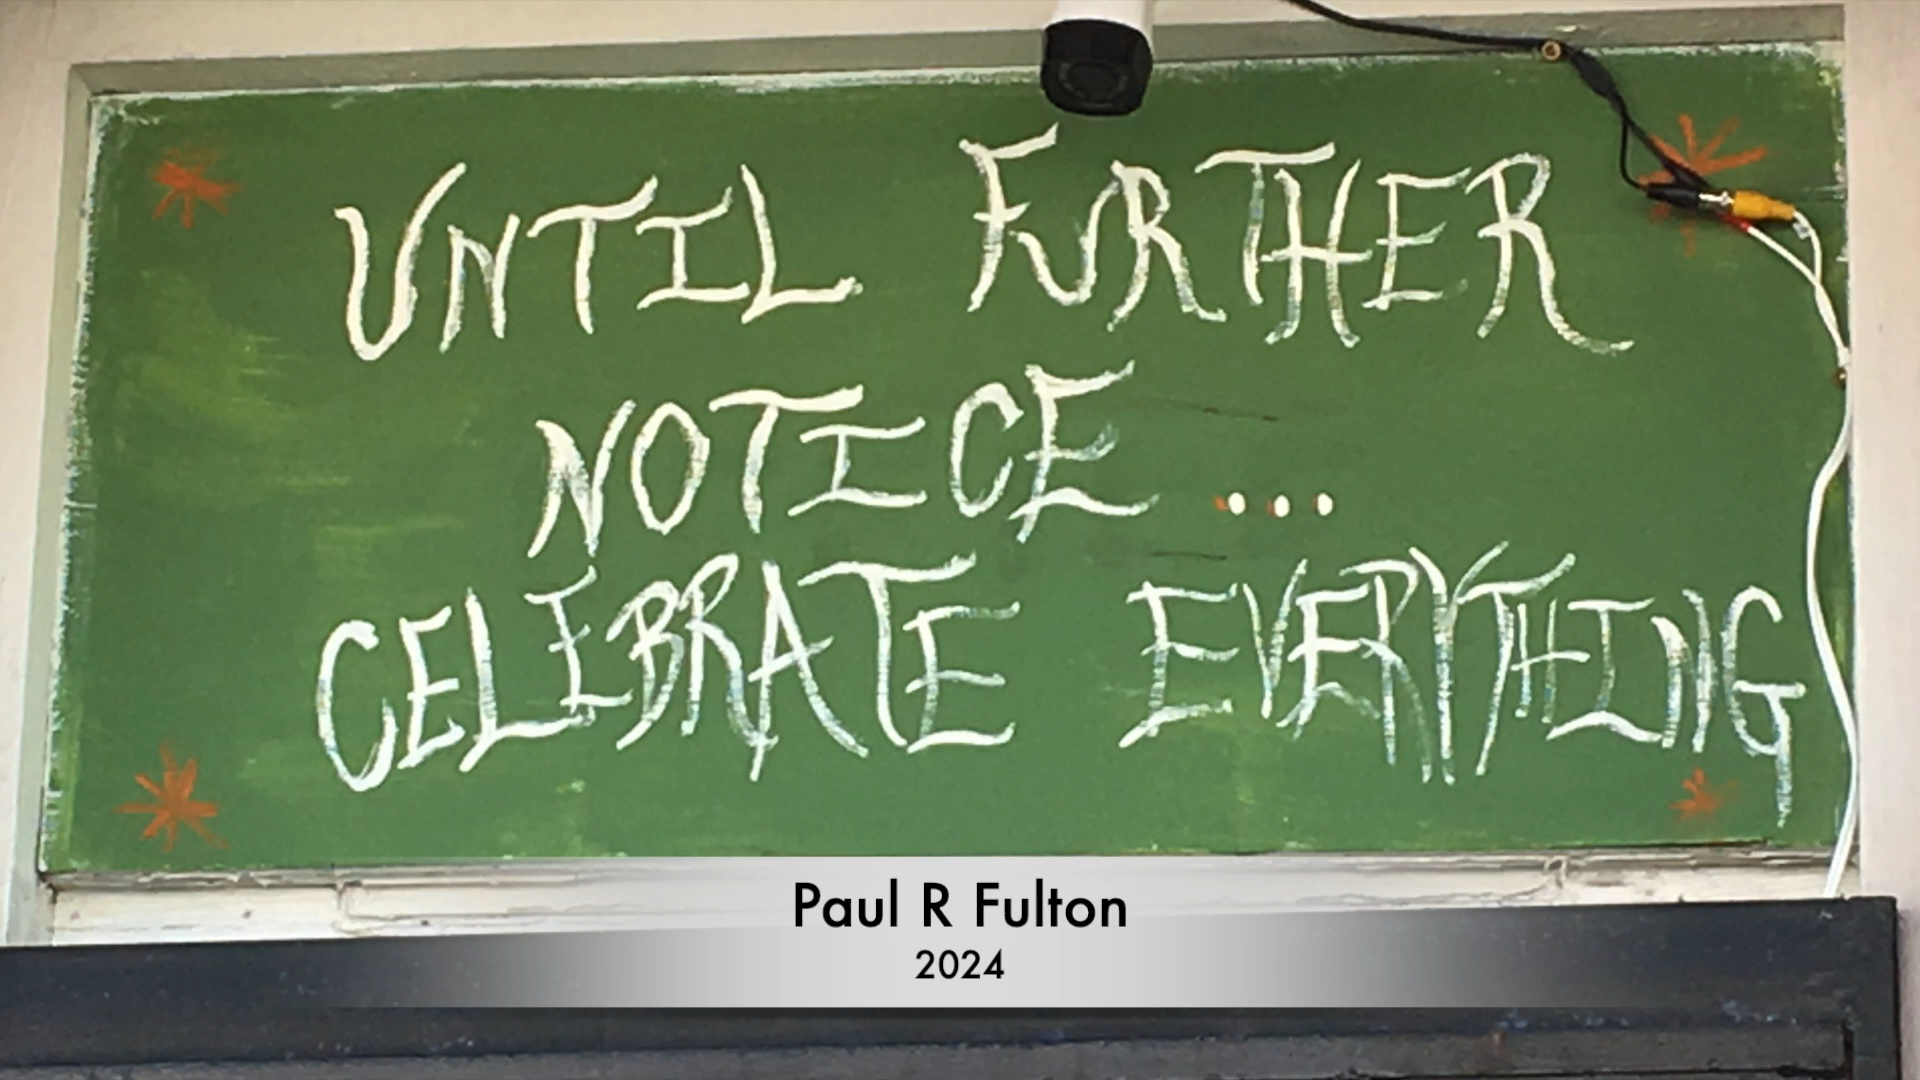 UNTIL FURTHER
NOTICE...
CELEBRATE EVERYTHING
Paul R Fulton
2024